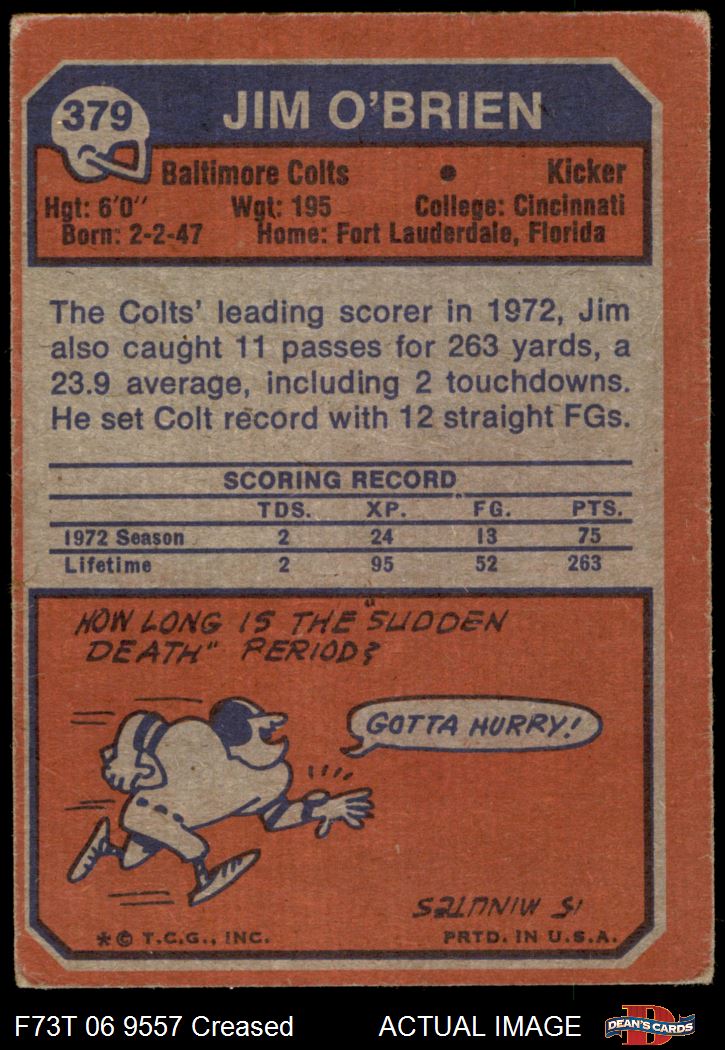 379
JIM O'BRIEN
Baltimore Colts • Kicker
Hgt: 6'0" Wgt: 195 College: Cincinnati
Born: 2-2-47 Home: Fort Lauderdale, Florida
The Colts' leading scorer in 1972, Jim
also caught 11 passes for 263 yards, a
23.9 average, including 2 touchdowns.
He set Colt record with 12 straight FGs.
SCORING RECORD
TDS. XP. FG. PTS.
1972 Season 2 24 13 75
Lifetime 2 95 52 263
HOW LONG IS THE "SUDDEN
DEATH" PERIOD?
GOTTA HURRY!
15 MINUTES
* © T.C.G., INC. PRTD. IN U.S.A.
F73T 06 9557 Creased ACTUAL IMAGE
D
DEAN'S CARDS